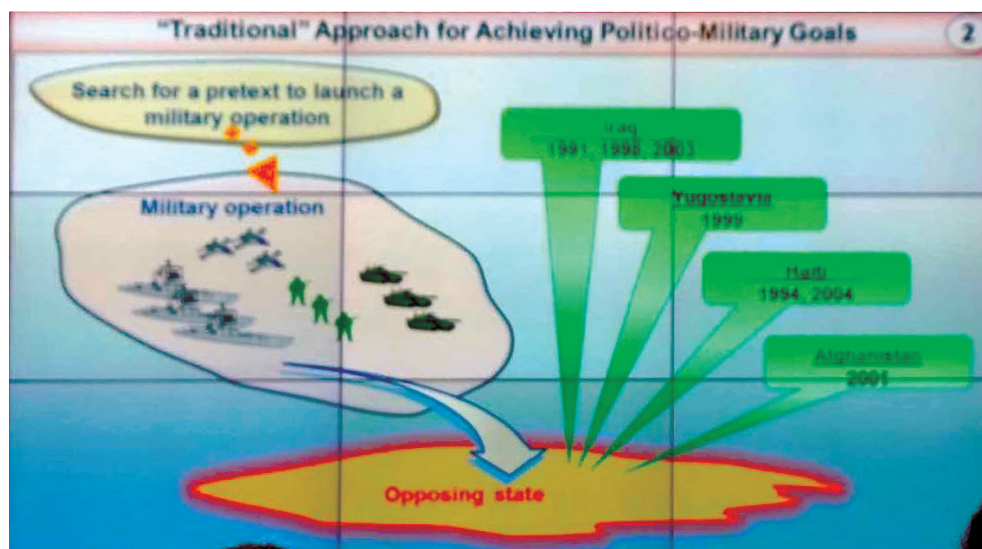 "Traditional" Approach for Achieving Politico-Military Goals
2
Search for a pretext to launch a
military operation
Military operation
Iraq
1991, 1998, 2003
Yugoslavia
1999
Haiti
1994, 2004
Afghanistan
2001
Opposing state